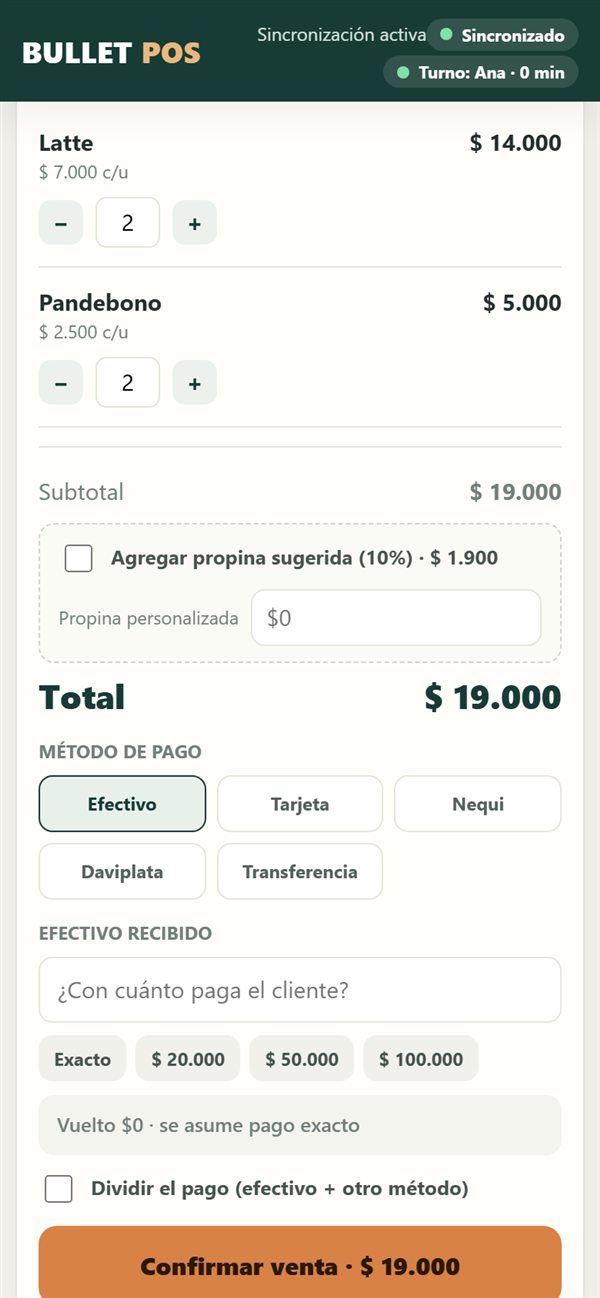 BULLET POS
Sincronización activa
Sincronizado
Turno: Ana · 0 min
Latte
$ 14.000
$ 7.000 c/u
− 2 +
Pandebono
$ 5.000
$ 2.500 c/u
− 2 +
Subtotal
$ 19.000
Agregar propina sugerida (10%) · $ 1.900
Propina personalizada
$0
Total
$ 19.000
MÉTODO DE PAGO
Efectivo
Tarjeta
Nequi
Daviplata
Transferencia
EFECTIVO RECIBIDO
¿Con cuánto paga el cliente?
Exacto
$ 20.000
$ 50.000
$ 100.000
Vuelto $0 · se asume pago exacto
Dividir el pago (efectivo + otro método)
Confirmar venta · $ 19.000